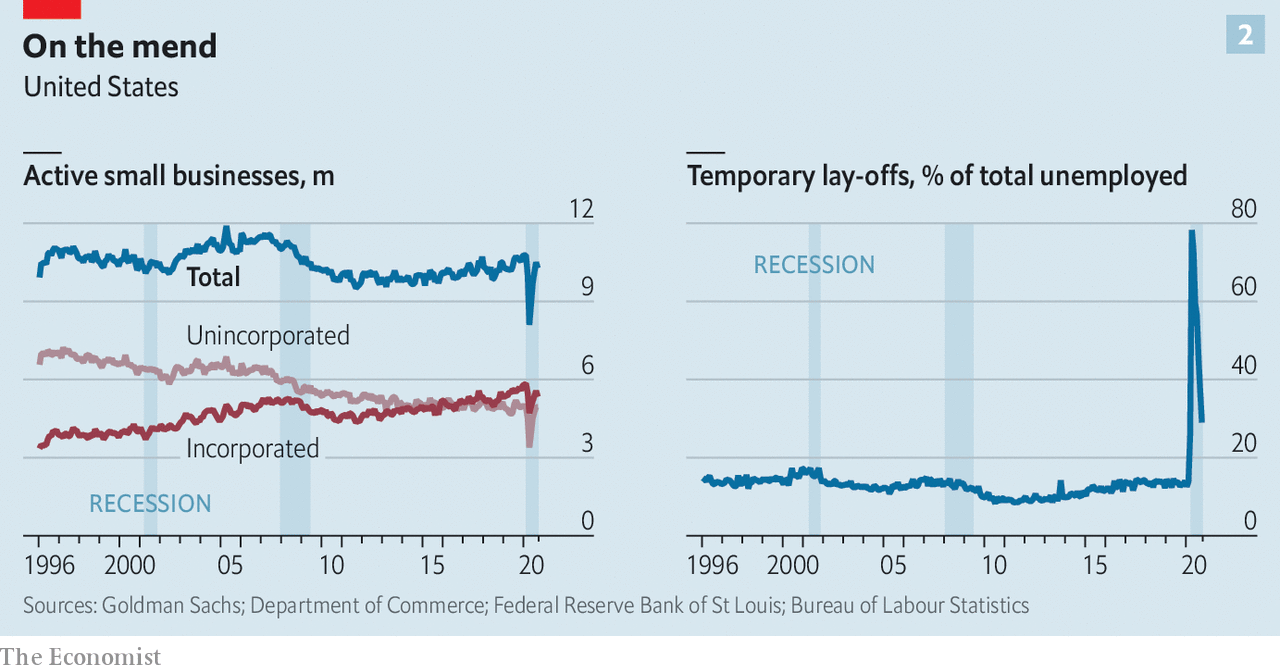 On the mend
2
United States
Active small businesses, m
12
9
6
3
0
Total
Unincorporated
Incorporated
RECESSION
1996 2000 05 10 15 20
Temporary lay-offs, % of total unemployed
80
60
40
20
0
RECESSION
1996 2000 05 10 15 20
Sources: Goldman Sachs; Department of Commerce; Federal Reserve Bank of St Louis; Bureau of Labour Statistics
The Economist